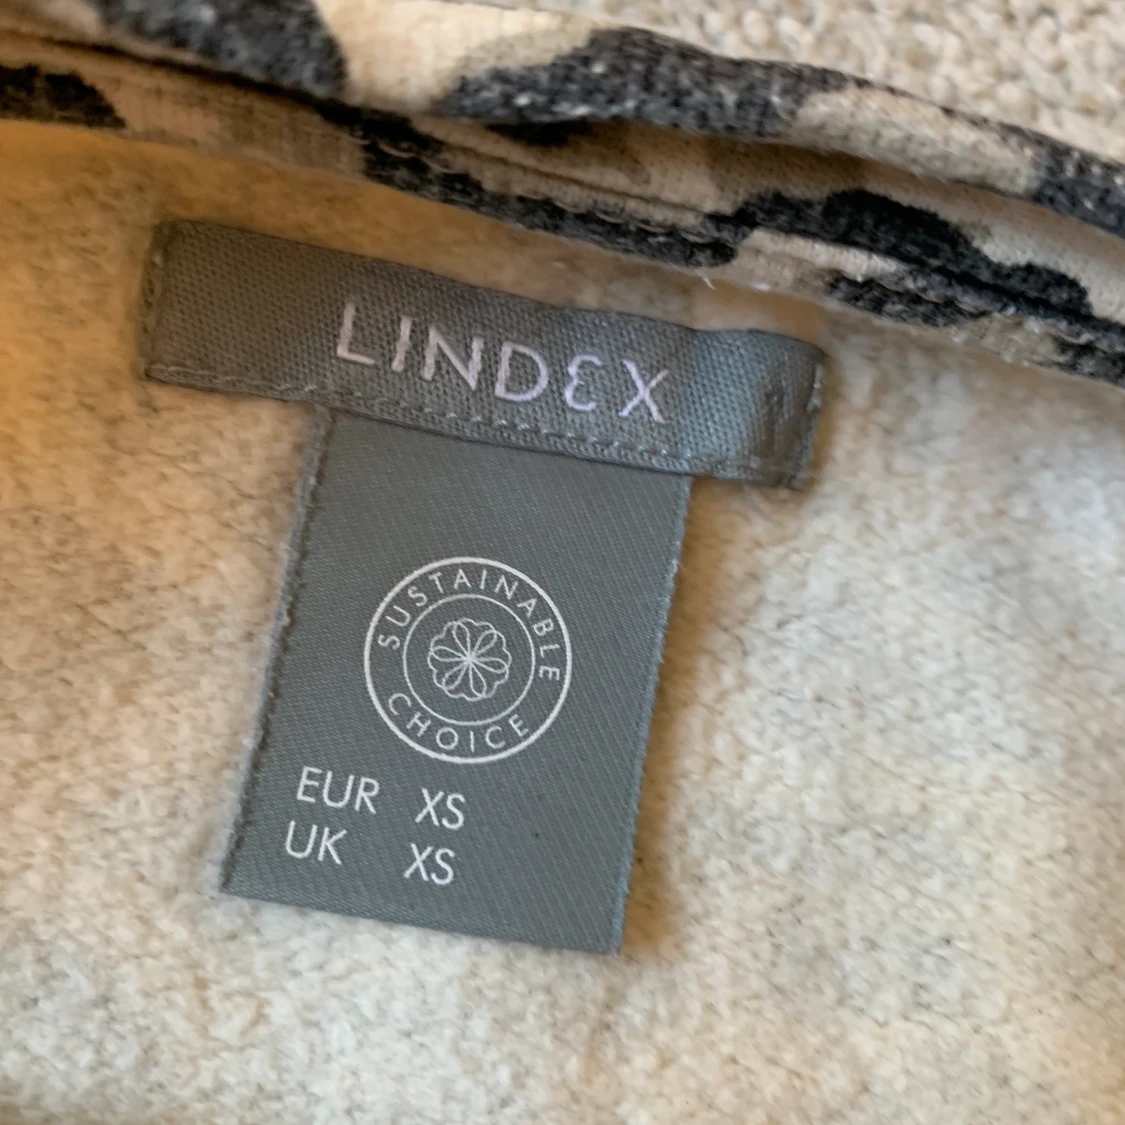 LINDEX
SUSTAINABLE
CHOICE
EUR XS
UK XS